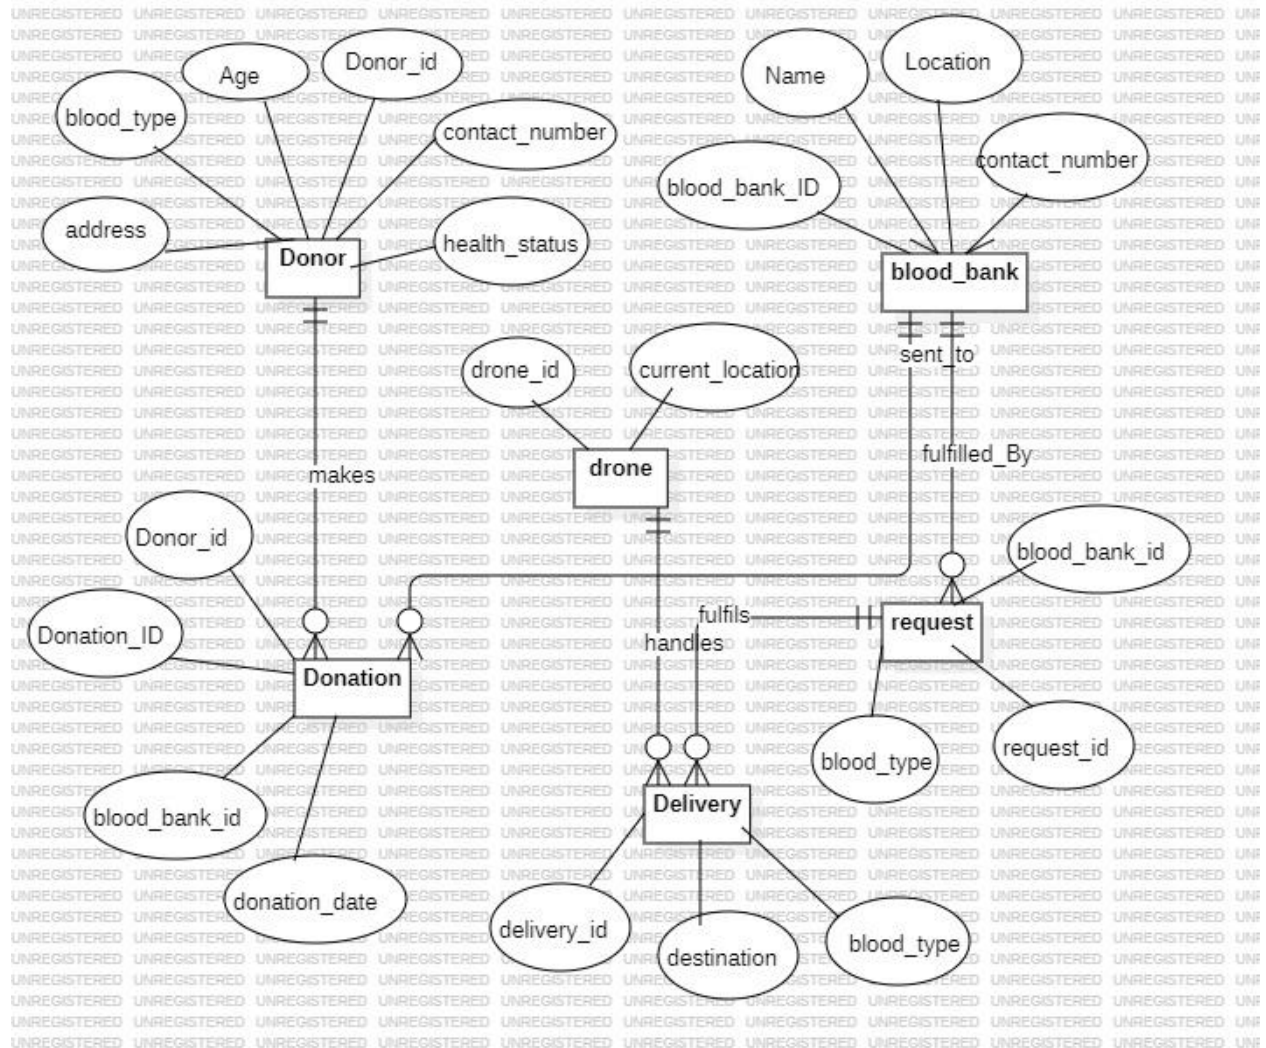 Age
Donor_id
blood_type
contact_number
address
health_status
Donor
Name
Location
contact_number
blood_bank_ID
blood_bank
sent_to
drone_id
current_location
drone
fulfilled_By
makes
Donor_id
blood_bank_id
Donation_ID
fulfils
request
handles
Donation
blood_type
request_id
Delivery
blood_bank_id
donation_date
delivery_id
destination
blood_type
UNREGISTERED